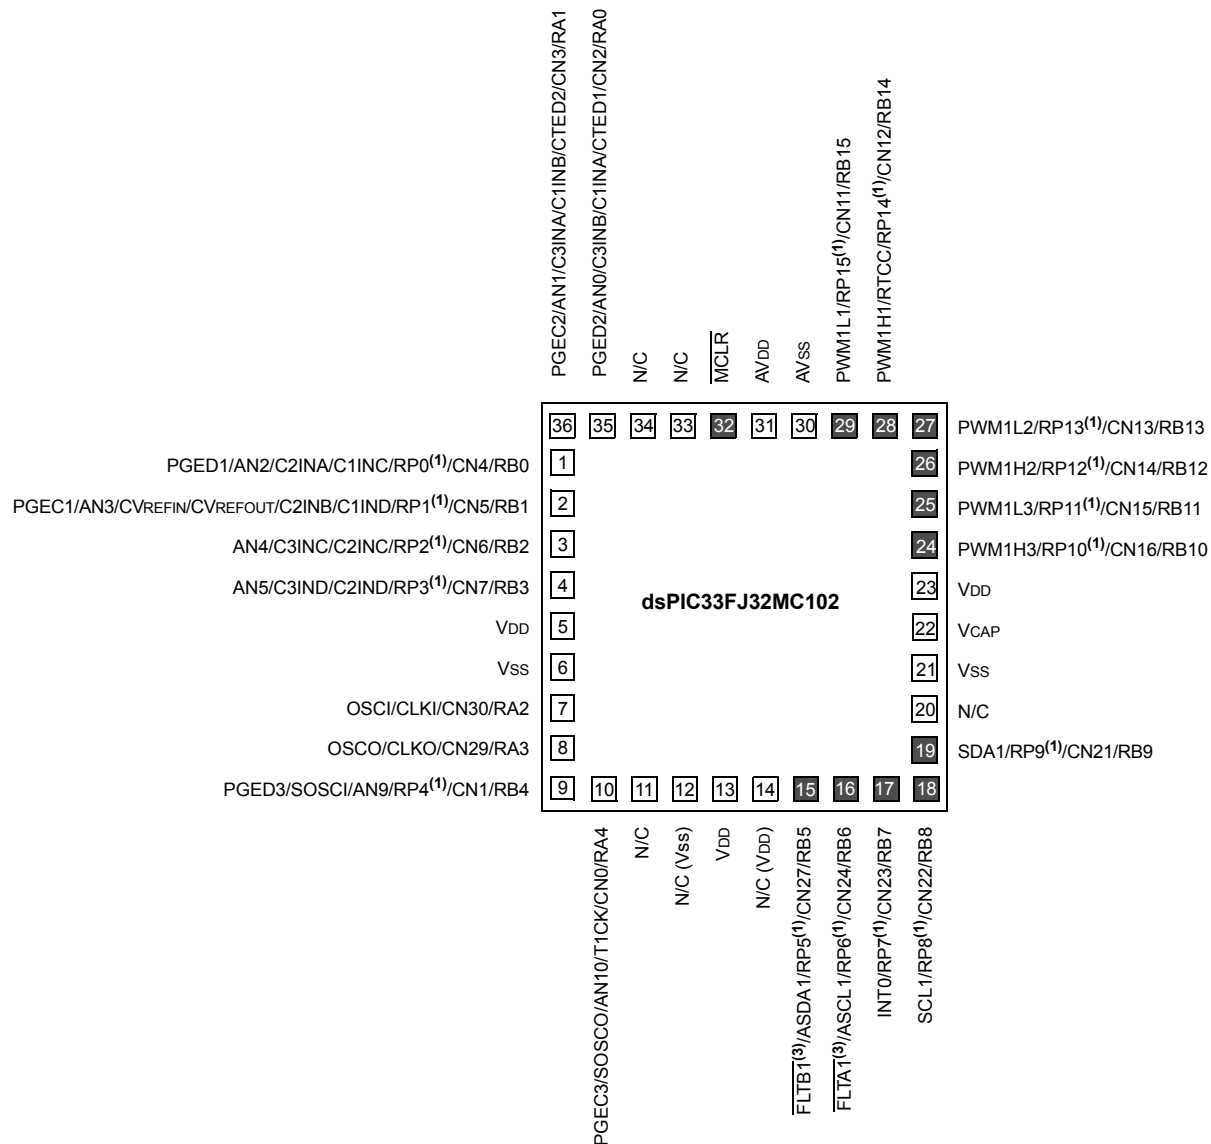 PGEC2/AN1/C3INA/C1INB/CTED2/CN3/RA1
PGED2/AN0/C3INB/C1INA/CTED1/CN2/RA0
N/C
N/C
MCLR
AVDD
AVSS
PWM1L1/RP15(1)/CN11/RB15
PWM1H1/RTCC/RP14(1)/CN12/RB14
36 35 34 33 32 31 30 29 28 27 PWM1L2/RP13(1)/CN13/RB13
PGED1/AN2/C2INA/C1INC/RP0(1)/CN4/RB0 1 26 PWM1H2/RP12(1)/CN14/RB12
PGEC1/AN3/CVREFIN/CVREFOUT/C2INB/C1IND/RP1(1)/CN5/RB1 2 25 PWM1L3/RP11(1)/CN15/RB11
AN4/C3INC/C2INC/RP2(1)/CN6/RB2 3 24 PWM1H3/RP10(1)/CN16/RB10
AN5/C3IND/C2IND/RP3(1)/CN7/RB3 4 dsPIC33FJ32MC102 23 VDD
VDD 5 22 VCAP
VSS 6 21 VSS
OSCI/CLKI/CN30/RA2 7 20 N/C
OSCO/CLKO/CN29/RA3 8 19 SDA1/RP9(1)/CN21/RB9
PGED3/SOSCI/AN9/RP4(1)/CN1/RB4 9 10 11 12 13 14 15 16 17 18
PGEC3/SOSCO/AN10/T1CK/CN0/RA4
N/C
N/C (Vss)
VDD
N/C (VDD)
FLTB1(3)/ASDA1/RP5(1)/CN27/RB5
FLTA1(3)/ASCL1/RP6(1)/CN24/RB6
INT0/RP7(1)/CN23/RB7
SCL1/RP8(1)/CN22/RB8